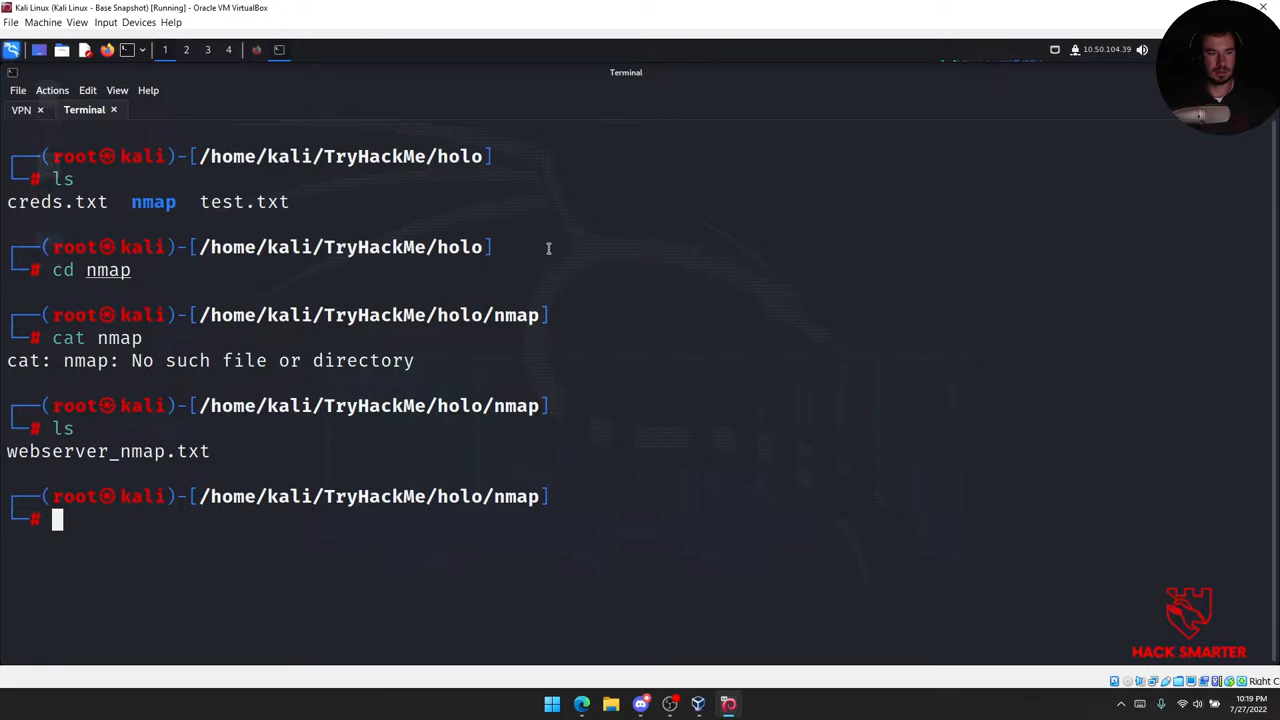 Kali Linux (Kali Linux - Base Snapshot) [Running] - Oracle VM VirtualBox
File Machine View Input Devices Help
1 2 3 4
10.50.104.39
Terminal
File Actions Edit View Help
VPN Terminal
(root㉿kali)-[/home/kali/TryHackMe/holo]
# ls
creds.txt nmap test.txt
(root㉿kali)-[/home/kali/TryHackMe/holo]
# cd nmap
(root㉿kali)-[/home/kali/TryHackMe/holo/nmap]
# cat nmap
cat: nmap: No such file or directory
(root㉿kali)-[/home/kali/TryHackMe/holo/nmap]
# ls
webserver_nmap.txt
(root㉿kali)-[/home/kali/TryHackMe/holo/nmap]
#
HACK SMARTER
Right C
10:19 PM
7/27/2022